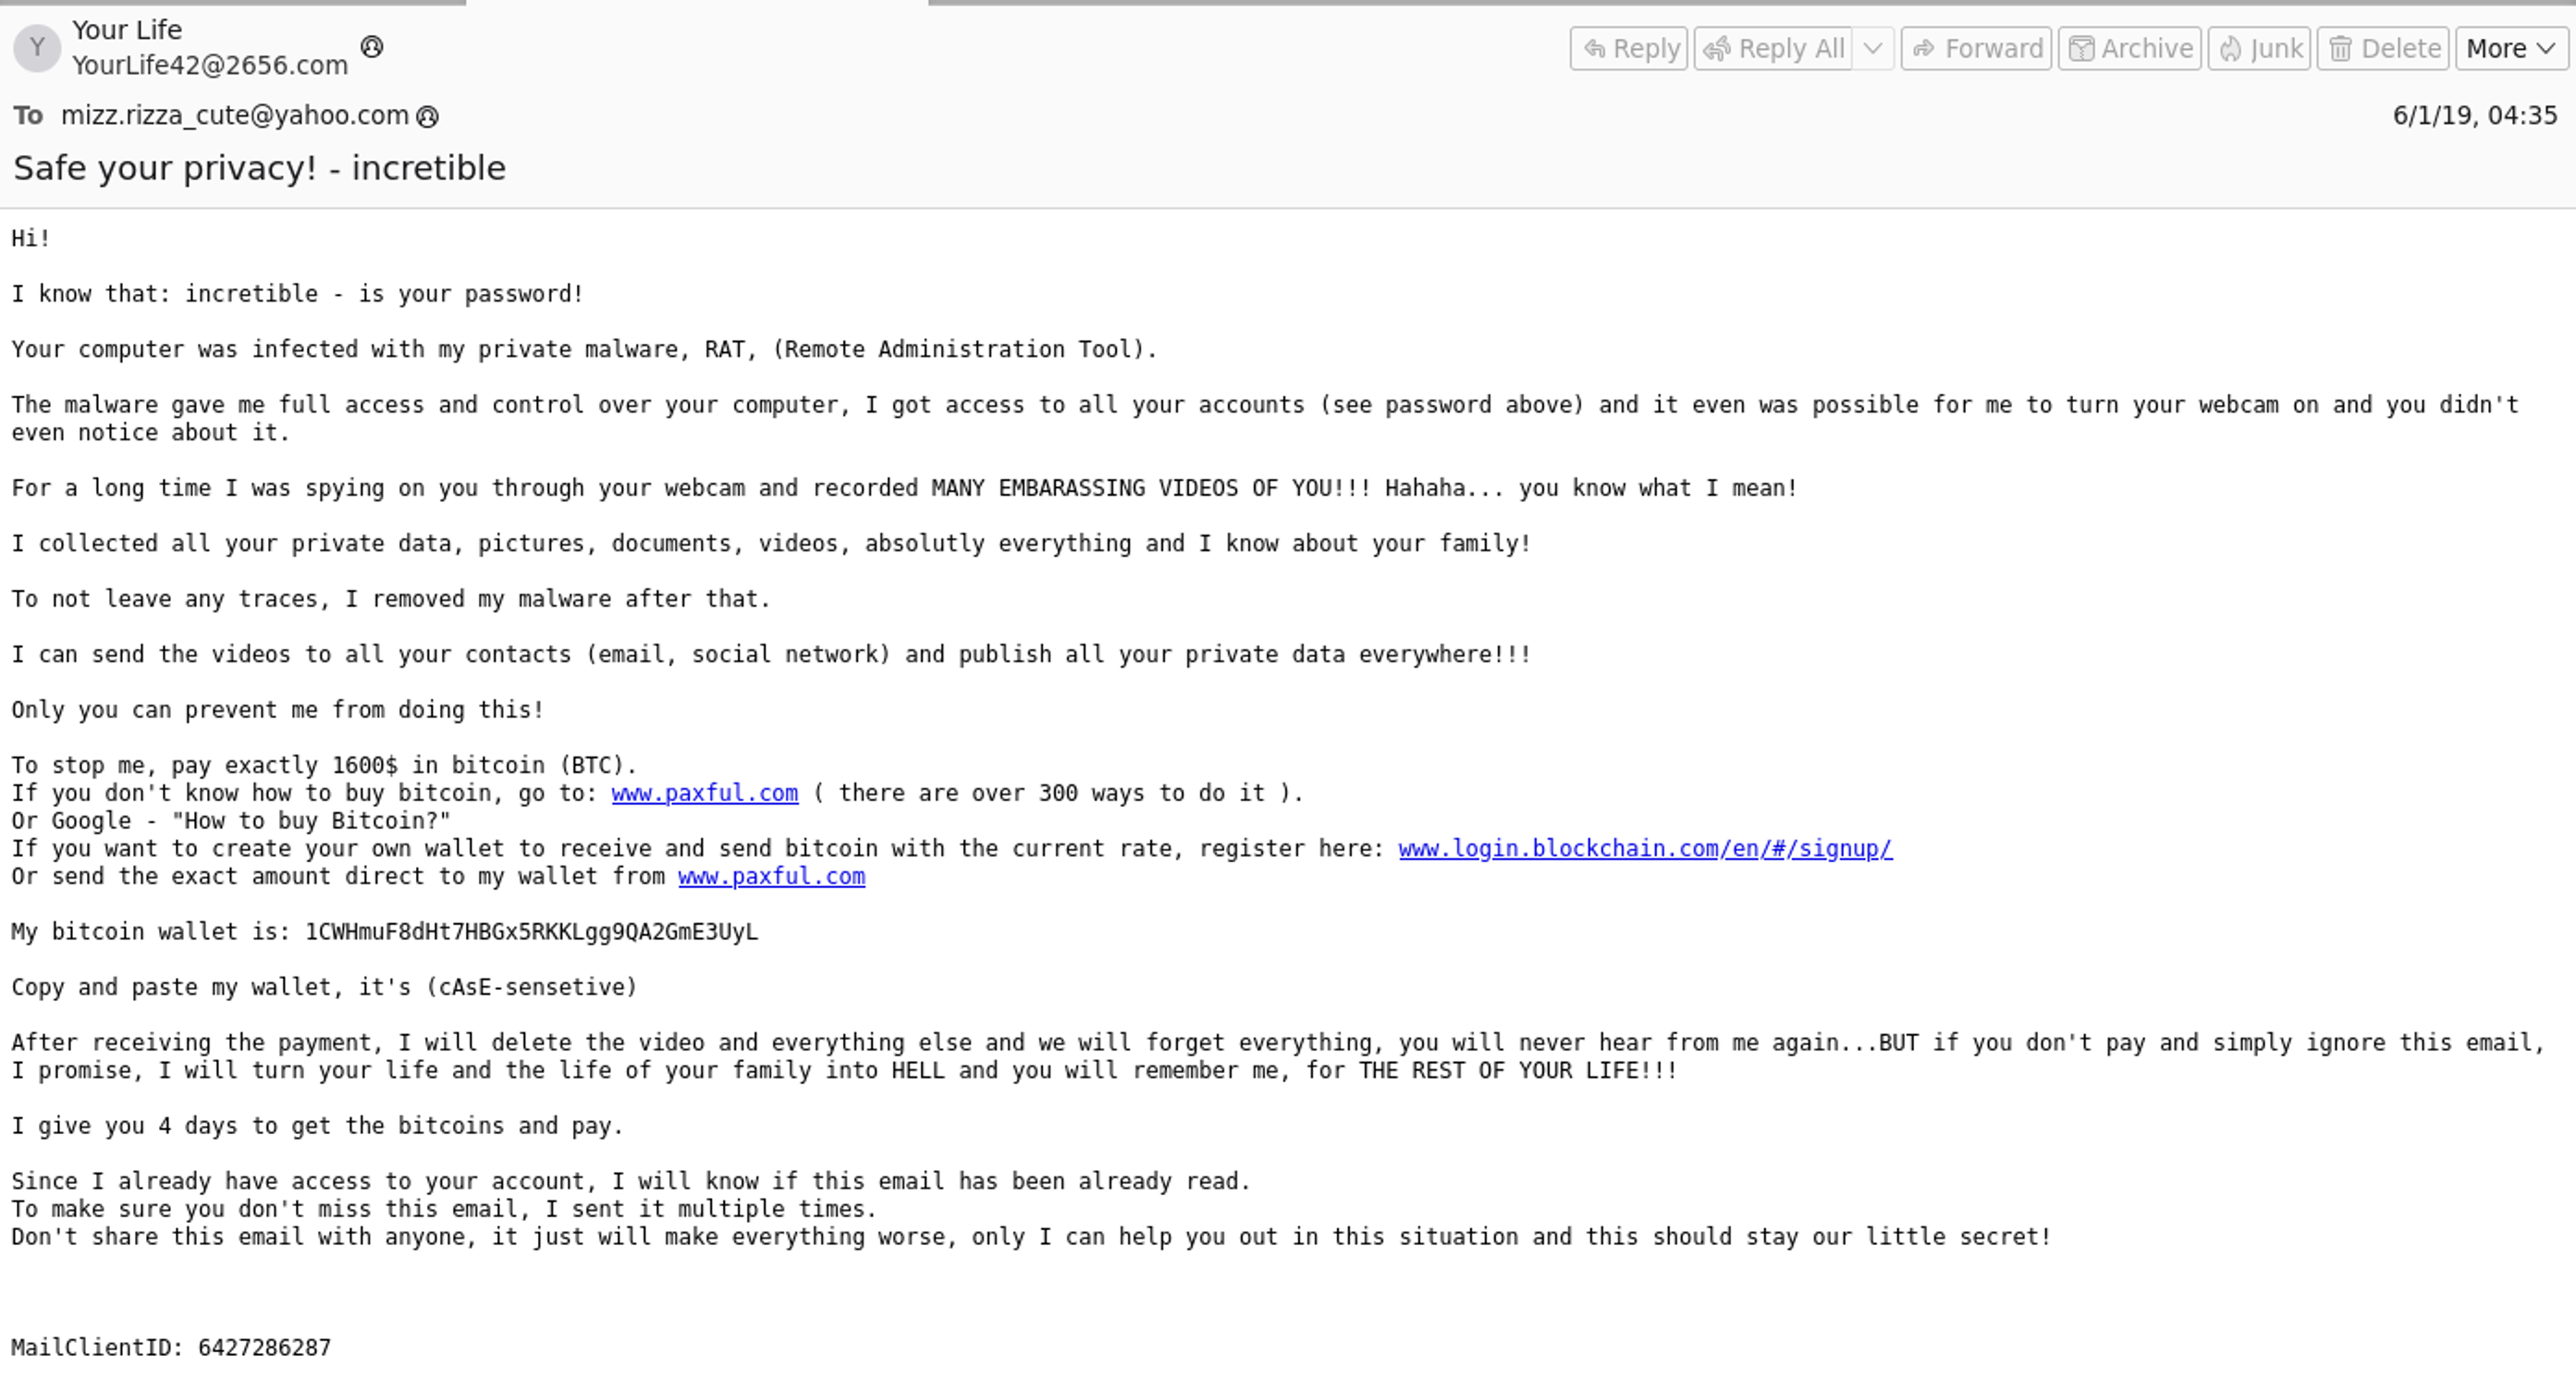 Y
Your Life
YourLife42@2656.com
Reply
Reply All
Forward
Archive
Junk
Delete
More
To mizz.rizza_cute@yahoo.com
6/1/19, 04:35
Safe your privacy! - incretible
Hi!
I know that: incretible - is your password!
Your computer was infected with my private malware, RAT, (Remote Administration Tool).
The malware gave me full access and control over your computer, I got access to all your accounts (see password above) and it even was possible for me to turn your webcam on and you didn't
even notice about it.
For a long time I was spying on you through your webcam and recorded MANY EMBARASSING VIDEOS OF YOU!!! Hahaha... you know what I mean!
I collected all your private data, pictures, documents, videos, absolutly everything and I know about your family!
To not leave any traces, I removed my malware after that.
I can send the videos to all your contacts (email, social network) and publish all your private data everywhere!!!
Only you can prevent me from doing this!
To stop me, pay exactly 1600$ in bitcoin (BTC).
If you don't know how to buy bitcoin, go to: www.paxful.com ( there are over 300 ways to do it ).
Or Google - "How to buy Bitcoin?"
If you want to create your own wallet to receive and send bitcoin with the current rate, register here: www.login.blockchain.com/en/#/signup/
Or send the exact amount direct to my wallet from www.paxful.com
My bitcoin wallet is: 1CWHmuF8dHt7HBGx5RKKLgg9QA2GmE3UyL
Copy and paste my wallet, it's (cAsE-sensetive)
After receiving the payment, I will delete the video and everything else and we will forget everything, you will never hear from me again...BUT if you don't pay and simply ignore this email,
I promise, I will turn your life and the life of your family into HELL and you will remember me, for THE REST OF YOUR LIFE!!!
I give you 4 days to get the bitcoins and pay.
Since I already have access to your account, I will know if this email has been already read.
To make sure you don't miss this email, I sent it multiple times.
Don't share this email with anyone, it just will make everything worse, only I can help you out in this situation and this should stay our little secret!
MailClientID: 6427286287